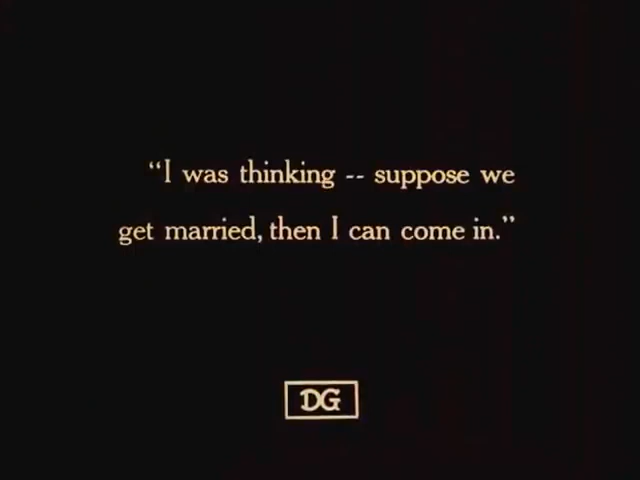 “I was thinking -- suppose we
get married, then I can come in.”
DG